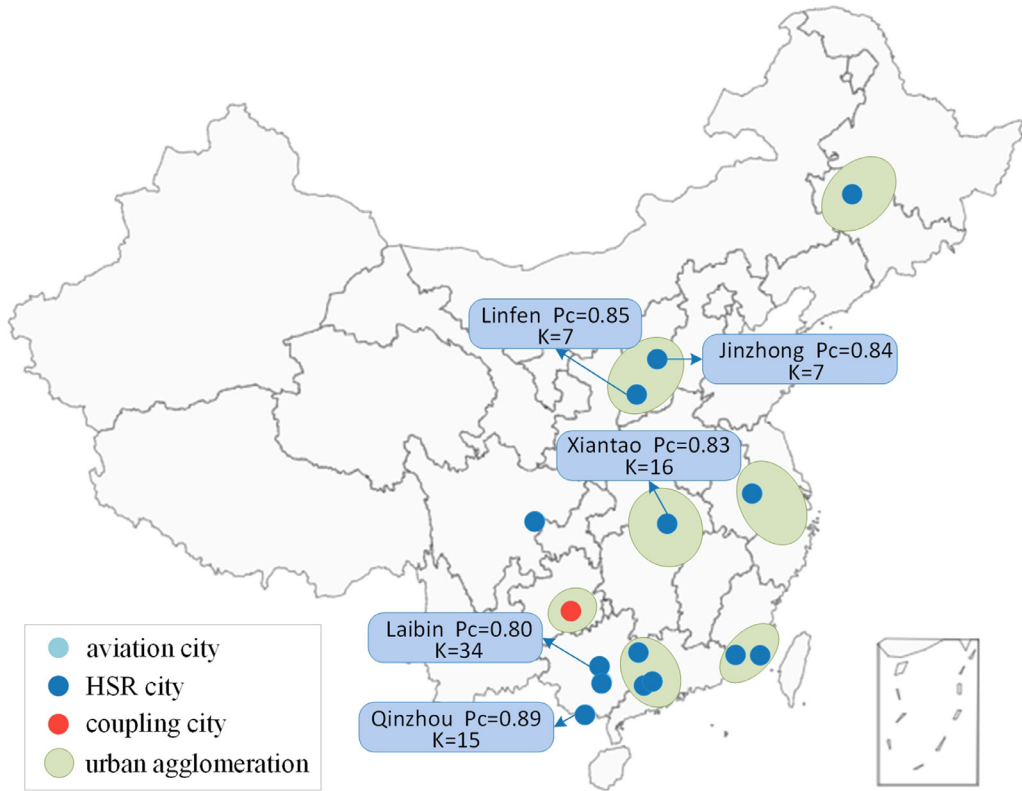 Linfen Pc=0.85
K=7
Jinzhong Pc=0.84
K=7
Xiantao Pc=0.83
K=16
Laibin Pc=0.80
K=34
Qinzhou Pc=0.89
K=15
aviation city
HSR city
coupling city
urban agglomeration